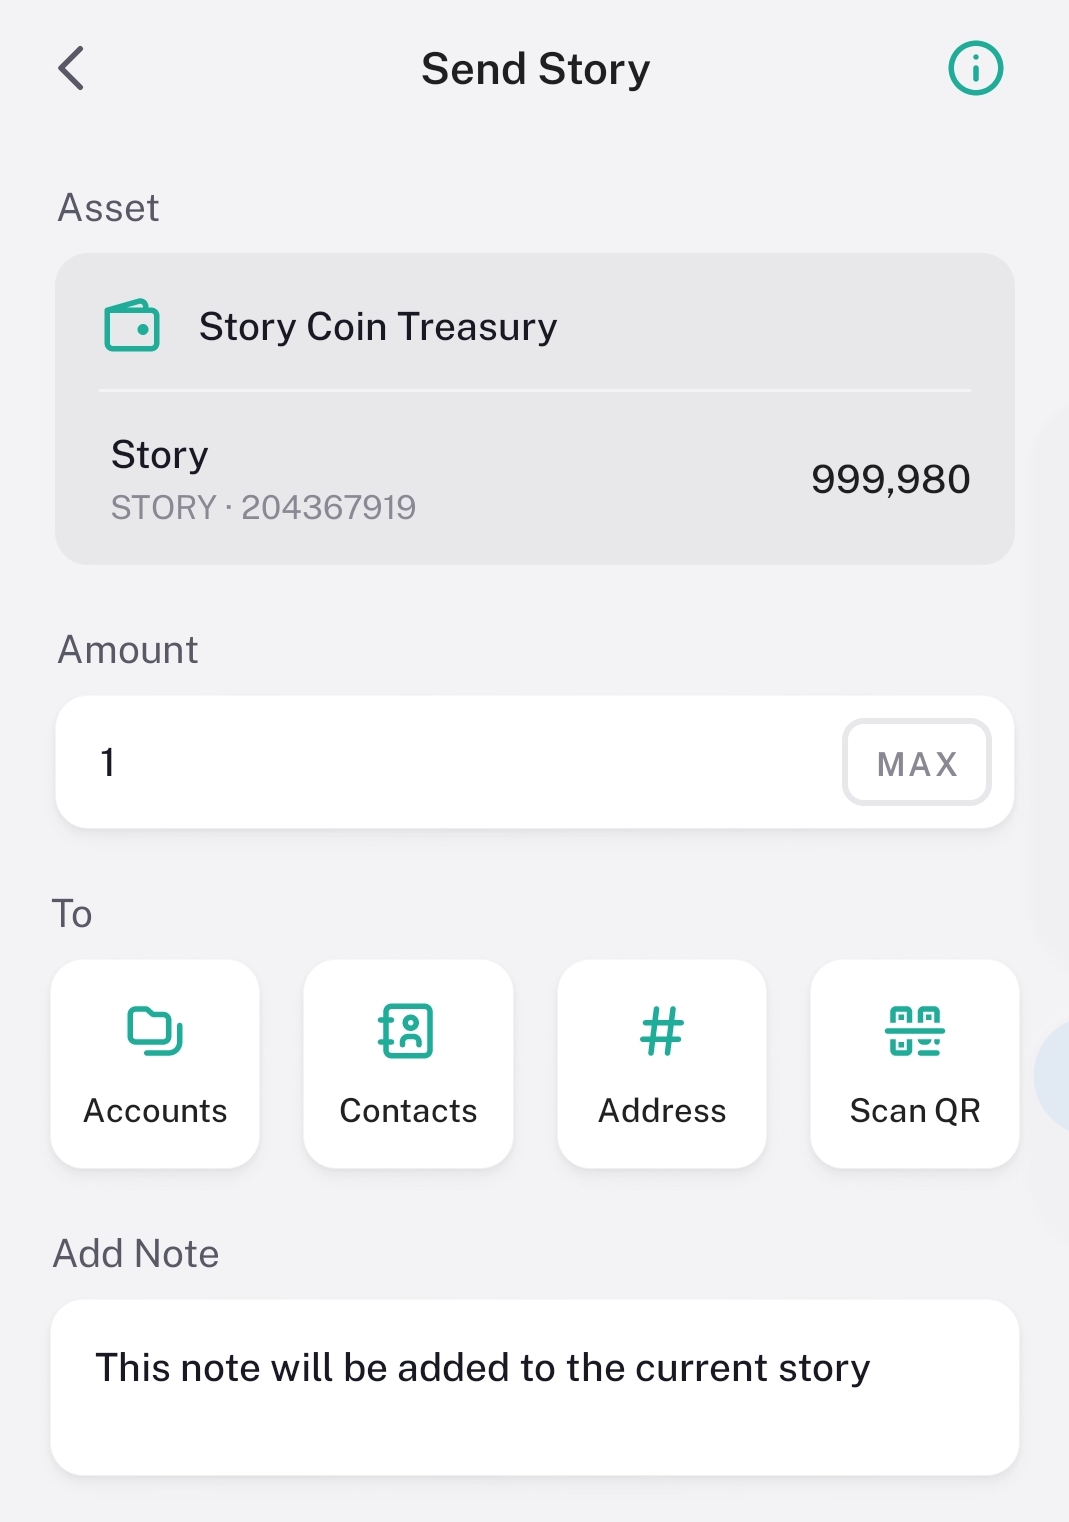 Send Story
Asset
Story Coin Treasury
Story
STORY · 204367919
999,980
Amount
1
MAX
To
Accounts
Contacts
Address
Scan QR
Add Note
This note will be added to the current story